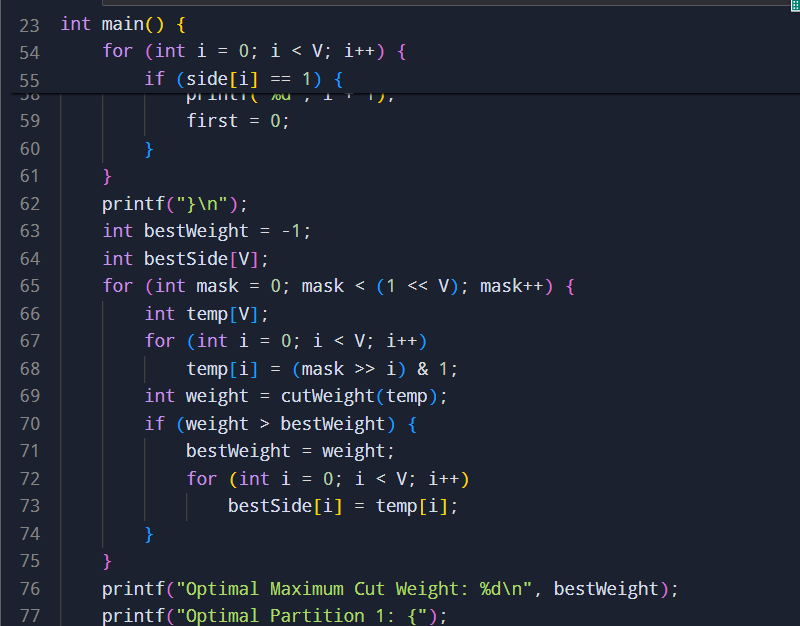 23 int main() {
54     for (int i = 0; i < V; i++) {
55         if (side[i] == 1) {
58             printf("%d", i + 1);
59             first = 0;
60         }
61     }
62     printf("}\n");
63     int bestWeight = -1;
64     int bestSide[V];
65     for (int mask = 0; mask < (1 << V); mask++) {
66         int temp[V];
67         for (int i = 0; i < V; i++)
68             temp[i] = (mask >> i) & 1;
69         int weight = cutWeight(temp);
70         if (weight > bestWeight) {
71             bestWeight = weight;
72             for (int i = 0; i < V; i++)
73                 bestSide[i] = temp[i];
74         }
75     }
76     printf("Optimal Maximum Cut Weight: %d\n", bestWeight);
77     printf("Optimal Partition 1: {");